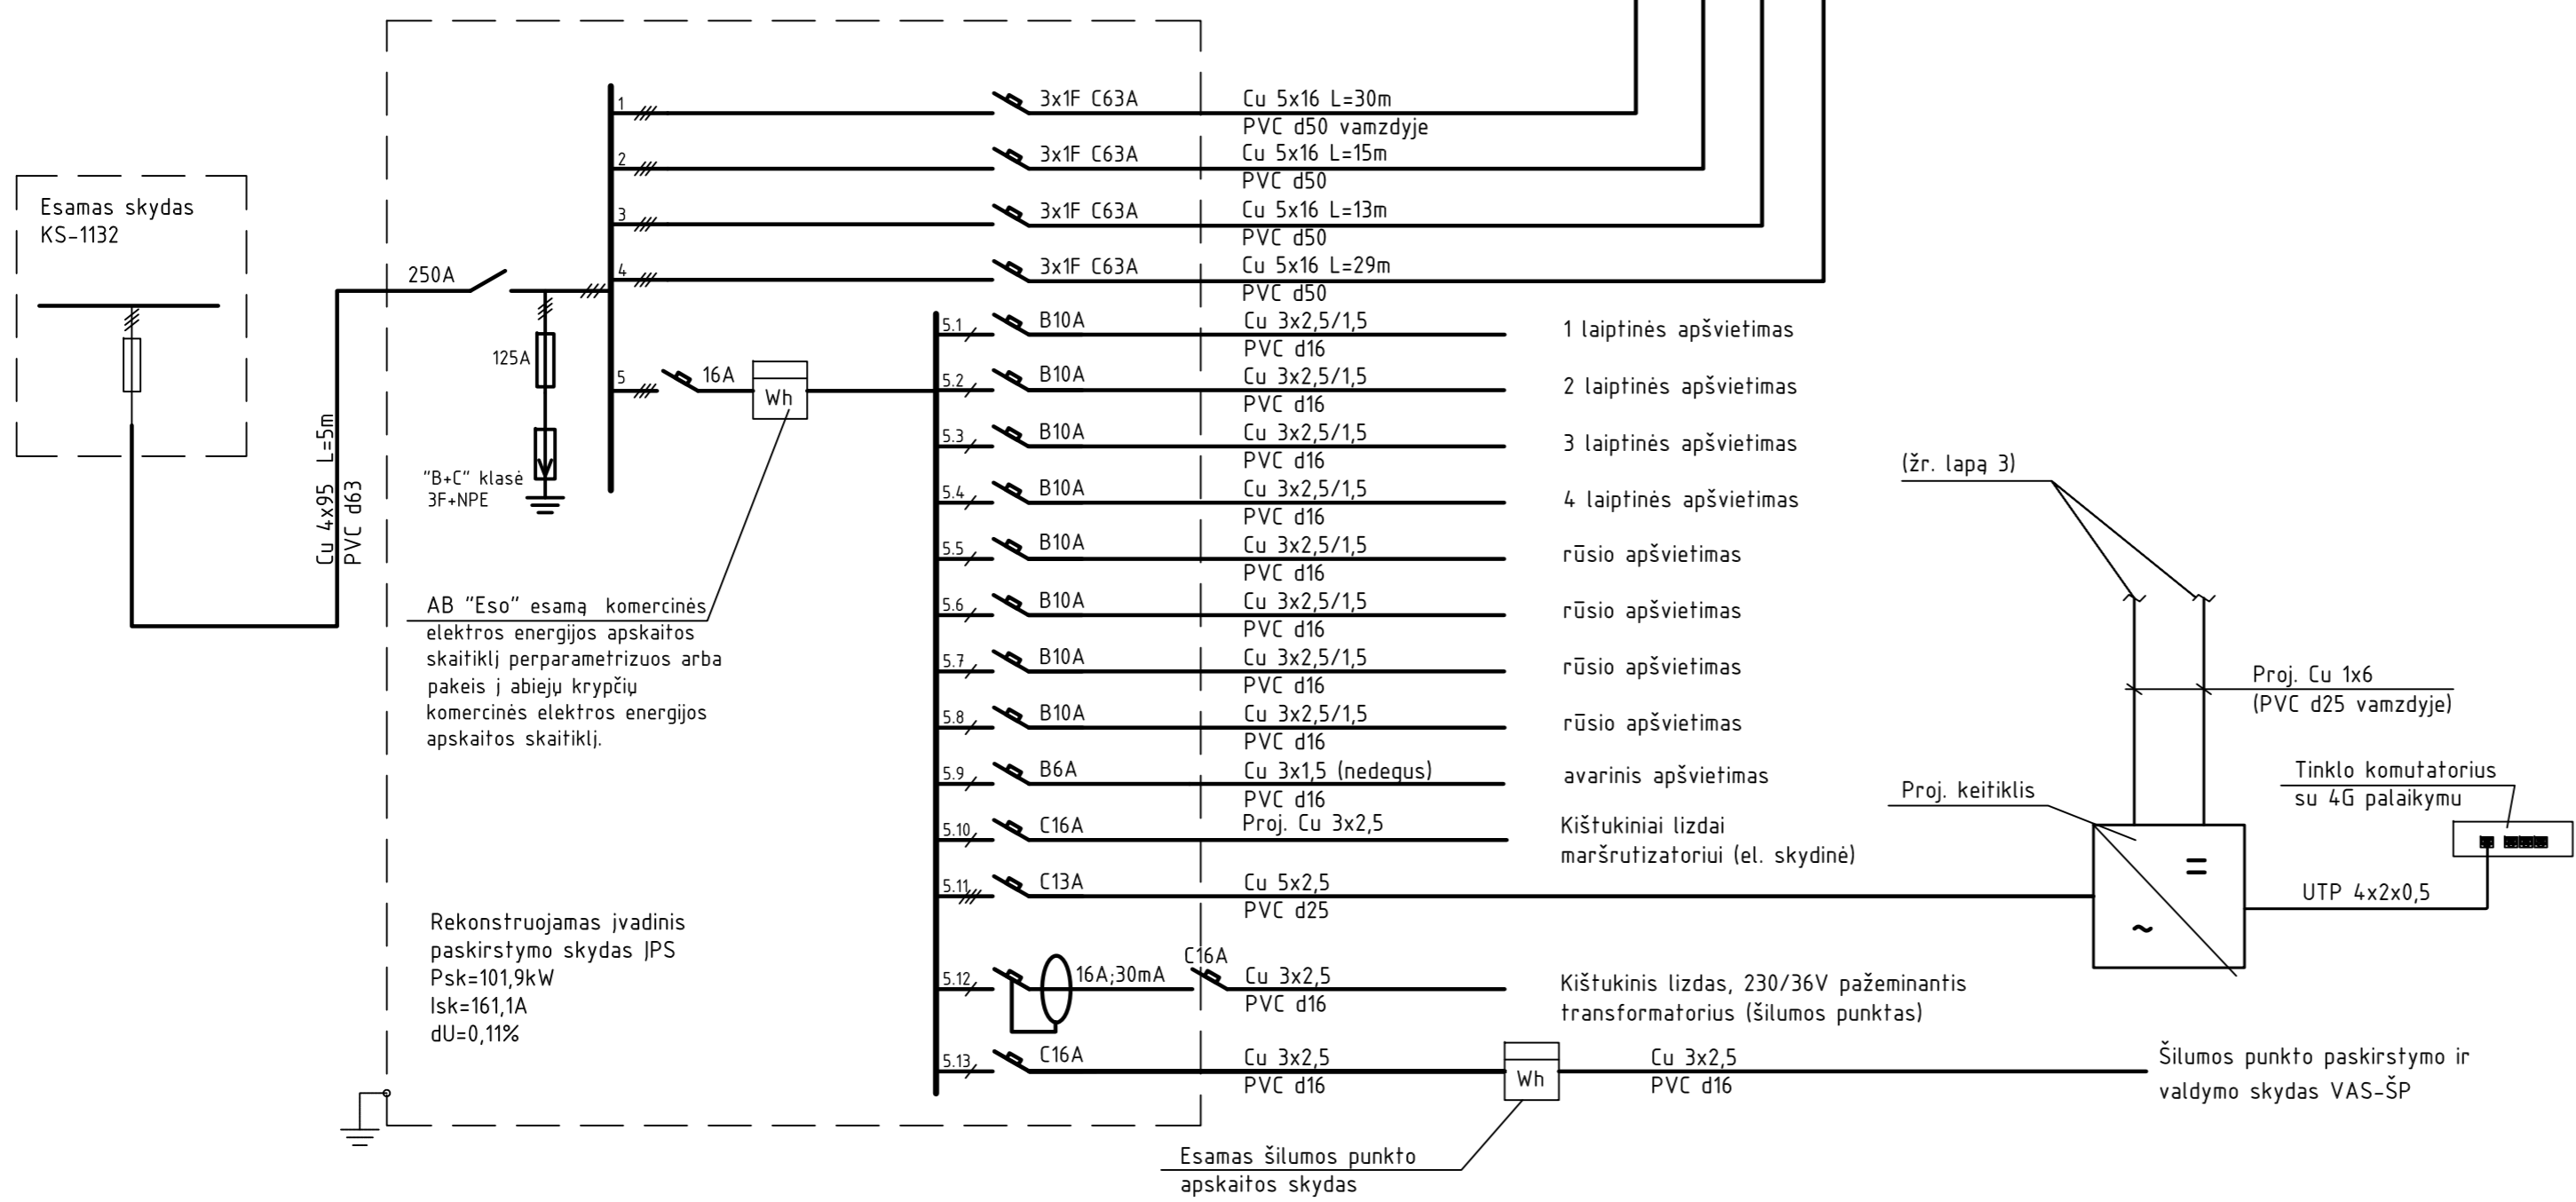 Esamas skydas
KS-1132
Cu 4x95 L=5m
PVC d63
250A
125A
"B+C" klasė
3F+NPE
1
3x1F C63A
Cu 5x16 L=30m
PVC d50 vamzdyje
2
3x1F C63A
Cu 5x16 L=15m
PVC d50
3
3x1F C63A
Cu 5x16 L=13m
PVC d50
4
3x1F C63A
Cu 5x16 L=29m
PVC d50
5
16A
Wh
AB "Eso" esamą komercinės
elektros energijos apskaitos
skaitiklį perparametrizuos arba
pakeis į abiejų krypčių
komercinės elektros energijos
apskaitos skaitiklį.
Rekonstruojamas įvadinis
paskirstymo skydas ĮPS
Psk=101,9kW
Isk=161,1A
dU=0,11%
5.1
B10A
Cu 3x2,5/1,5
PVC d16
1 laiptinės apšvietimas
5.2
B10A
Cu 3x2,5/1,5
PVC d16
2 laiptinės apšvietimas
5.3
B10A
Cu 3x2,5/1,5
PVC d16
3 laiptinės apšvietimas
5.4
B10A
Cu 3x2,5/1,5
PVC d16
4 laiptinės apšvietimas
5.5
B10A
Cu 3x2,5/1,5
PVC d16
rūsio apšvietimas
5.6
B10A
Cu 3x2,5/1,5
PVC d16
rūsio apšvietimas
5.7
B10A
Cu 3x2,5/1,5
PVC d16
rūsio apšvietimas
5.8
B10A
Cu 3x2,5/1,5
PVC d16
rūsio apšvietimas
5.9
B6A
Cu 3x1,5 (nedegus)
PVC d16
avarinis apšvietimas
5.10
C16A
Proj. Cu 3x2,5
Kištukiniai lizdai
maršrutizatoriui (el. skydinė)
5.11
C13A
Cu 5x2,5
PVC d25
5.12
16A;30mA
C16A
Cu 3x2,5
PVC d16
Kištukinis lizdas, 230/36V pažeminantis
transformatorius (šilumos punktas)
5.13
C16A
Cu 3x2,5
PVC d16
Wh
Cu 3x2,5
PVC d16
Šilumos punkto paskirstymo ir
valdymo skydas VAS-ŠP
Esamas šilumos punkto
apskaitos skydas
(žr. lapą 3)
Proj. Cu 1x6
(PVC d25 vamzdyje)
Proj. keitiklis
=
~
Tinklo komutatorius
su 4G palaikymu
UTP 4x2x0,5